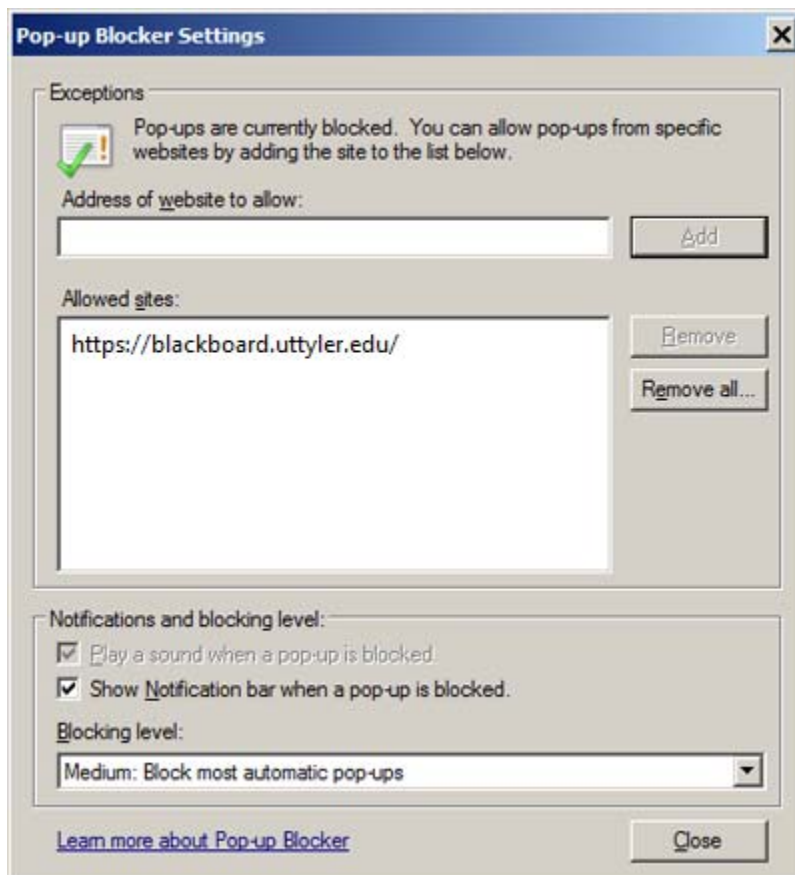 Pop-up Blocker Settings
Exceptions
Pop-ups are currently blocked. You can allow pop-ups from specific
websites by adding the site to the list below.
Address of website to allow:
Add
Allowed sites:
https://blackboard.uttyler.edu/
Remove
Remove all...
Notifications and blocking level:
Play a sound when a pop-up is blocked.
Show Notification bar when a pop-up is blocked.
Blocking level:
Medium: Block most automatic pop-ups
Learn more about Pop-up Blocker
Close